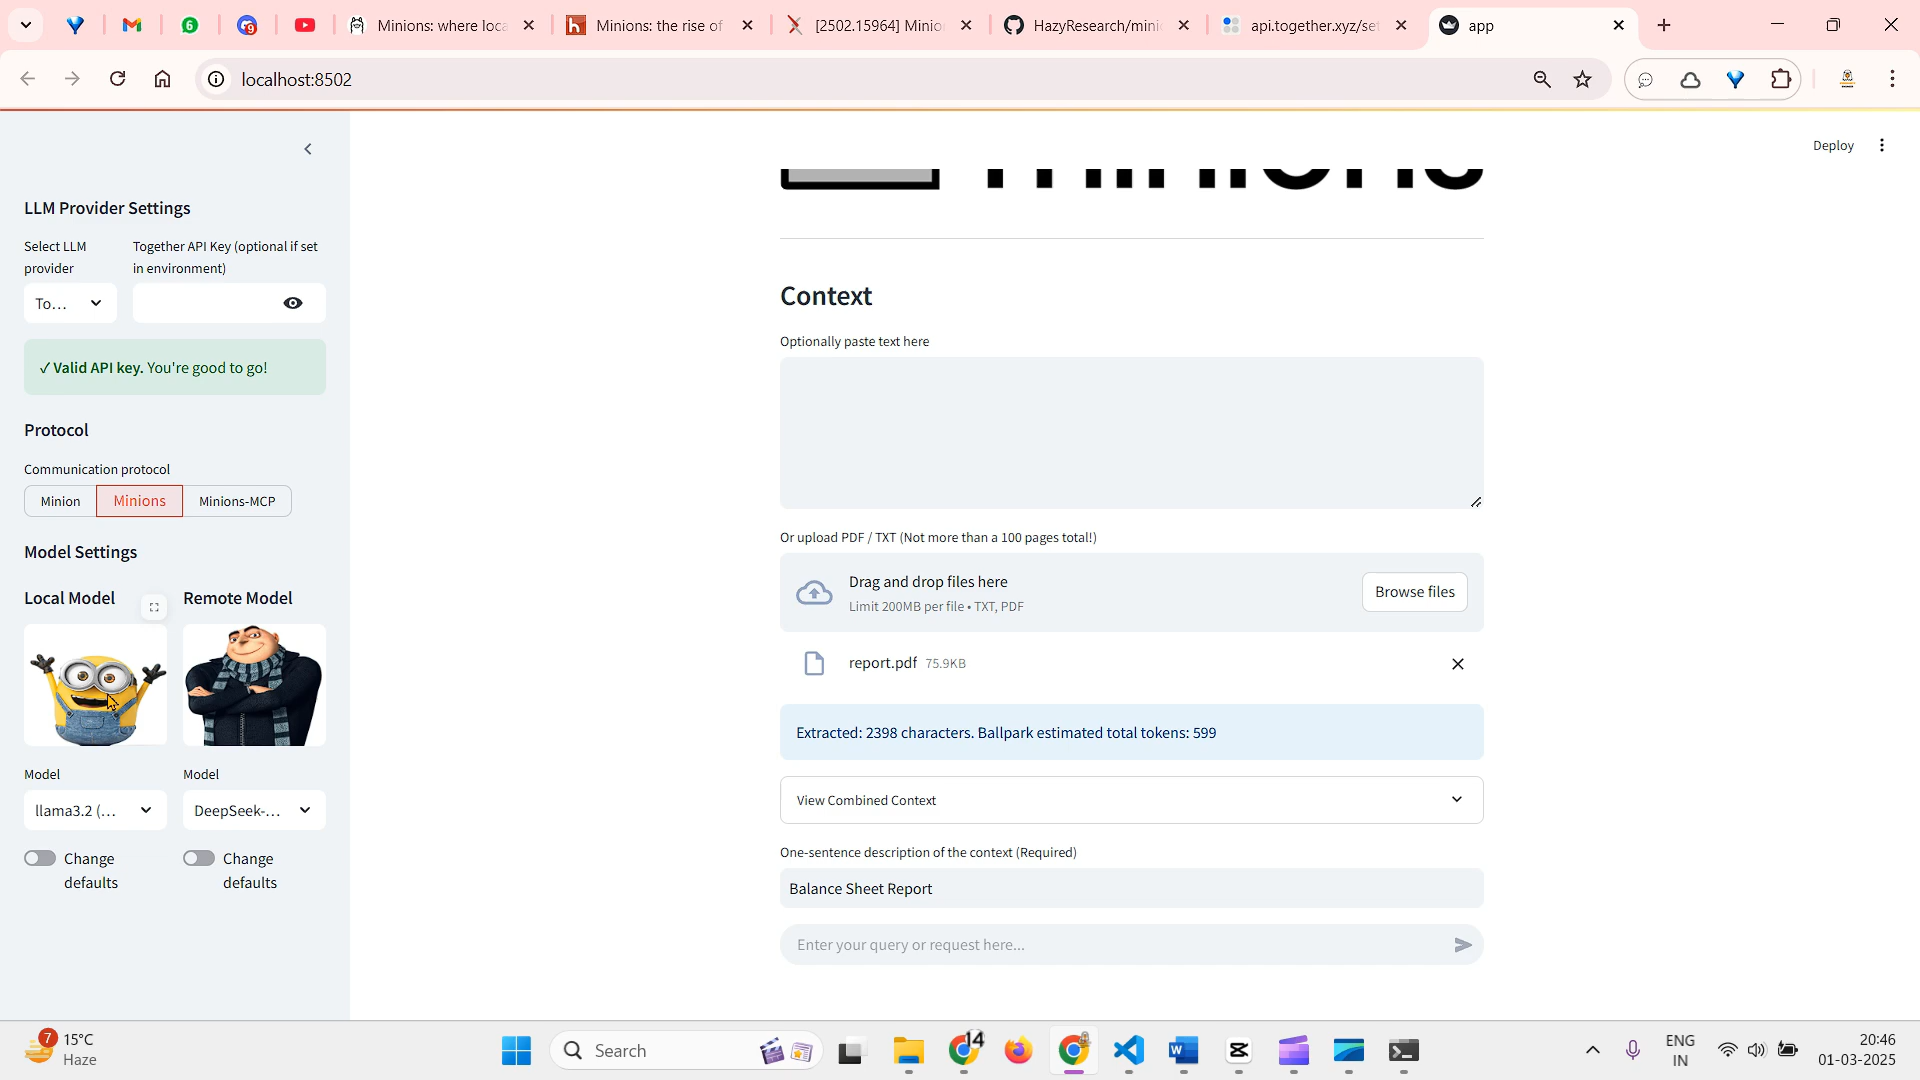 6
9
Minions: where loca
Minions: the rise of
[2502.15964] Minio
HazyResearch/mini
api.together.xyz/set
app
localhost:8502
Deploy
LLM Provider Settings
Select LLM
provider
Together API Key (optional if set
in environment)
To...
✓ Valid API key. You're good to go!
Protocol
Communication protocol
Minion
Minions
Minions-MCP
Model Settings
Local Model
Remote Model
Model
Model
llama3.2 (...
DeepSeek-...
Change
defaults
Change
defaults
Context
Optionally paste text here
Or upload PDF / TXT (Not more than a 100 pages total!)
Drag and drop files here
Limit 200MB per file • TXT, PDF
Browse files
report.pdf 75.9KB
Extracted: 2398 characters. Ballpark estimated total tokens: 599
View Combined Context
One-sentence description of the context (Required)
Balance Sheet Report
Enter your query or request here...
7
15°C
Haze
Search
14
ENG
IN
20:46
01-03-2025